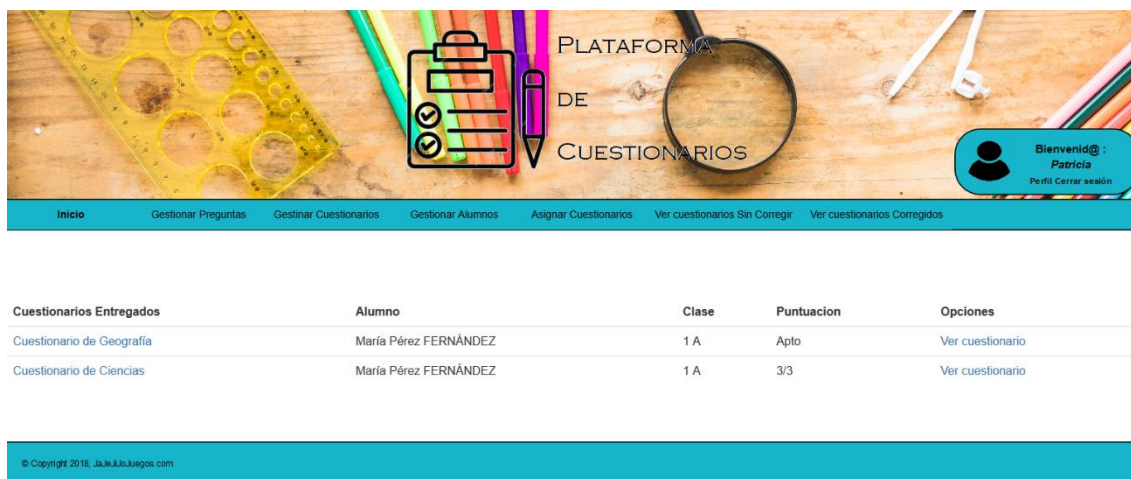 PLATAFORMA
DE
CUESTIONARIOS
Bienvenid@ :
Patricia
Perfil Cerrar sesión
Inicio Gestionar Preguntas Gestinar Cuestionarios Gestionar Alumnos Asignar Cuestionarios Ver cuestionarios Sin Corregir Ver cuestionarios Corregidos
Cuestionarios Entregados Alumno Clase Puntuacion Opciones
Cuestionario de Geografía María Pérez FERNÁNDEZ 1 A Apto Ver cuestionario
Cuestionario de Ciencias María Pérez FERNÁNDEZ 1 A 3/3 Ver cuestionario
© Copyright 2018, JaJeJiJoJuegos.com